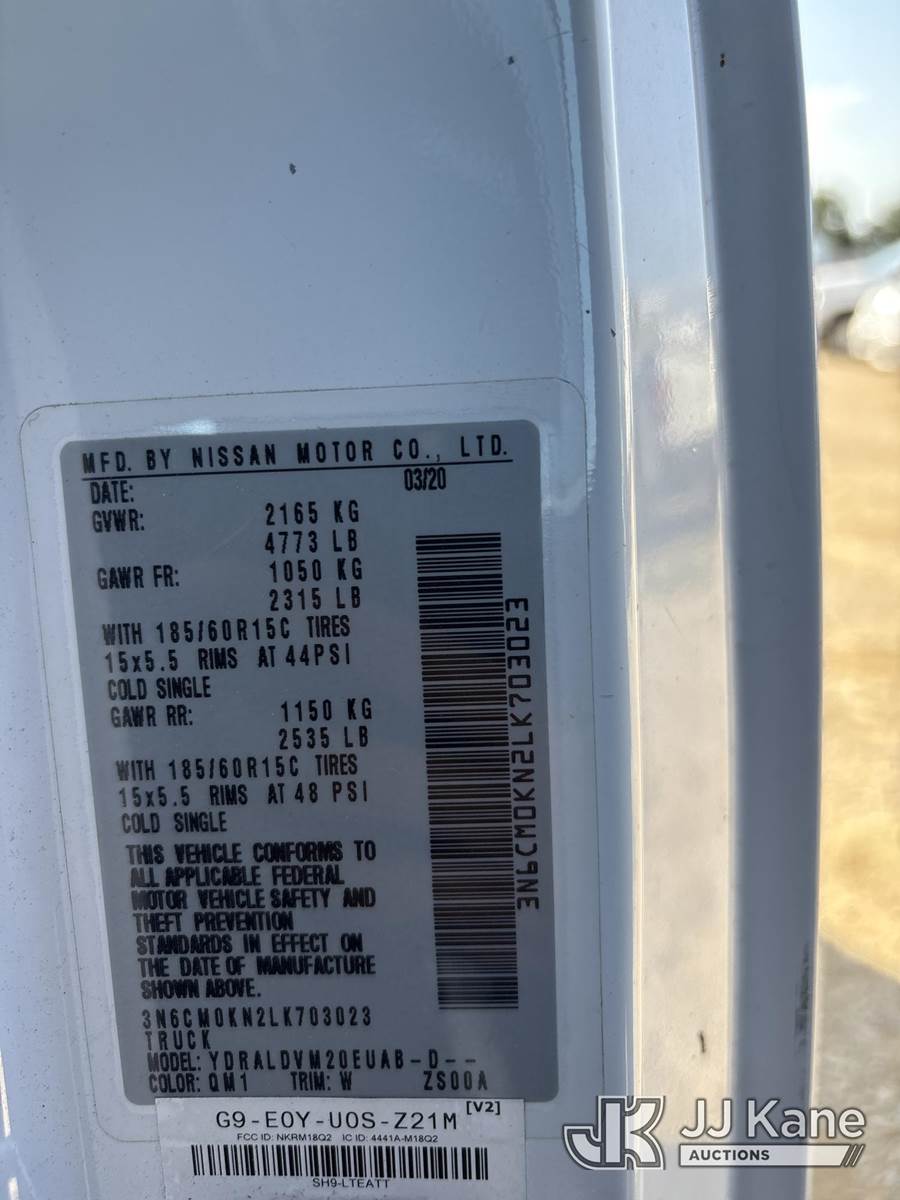 MFD. BY NISSAN MOTOR CO., LTD.
DATE: 03/20
GVWR: 2165 KG
4773 LB
GAWR FR: 1050 KG
2315 LB
WITH 185/60R15C TIRES
15x5.5 RIMS AT 44PSI
COLD SINGLE
GAWR RR: 1150 KG
2535 LB
WITH 185/60R15C TIRES
15x5.5 RIMS AT 48 PSI
COLD SINGLE
THIS VEHICLE CONFORMS TO
ALL APPLICABLE FEDERAL
MOTOR VEHICLE SAFETY AND
THEFT PREVENTION
STANDARDS IN EFFECT ON
THE DATE OF MANUFACTURE
SHOWN ABOVE.
3N6CM0KN2LK703023
TRUCK
MODEL: YDRALDVM20EUAB-D--
COLOR: QM1 TRIM: W ZS00A
3N6CM0KN2LK703023
G9-E0Y-U0S-Z21M [V2]
FCC ID: NKRM18Q2 IC ID: 4441A-M18Q2
SH9-LTEATT
JJ Kane
AUCTIONS